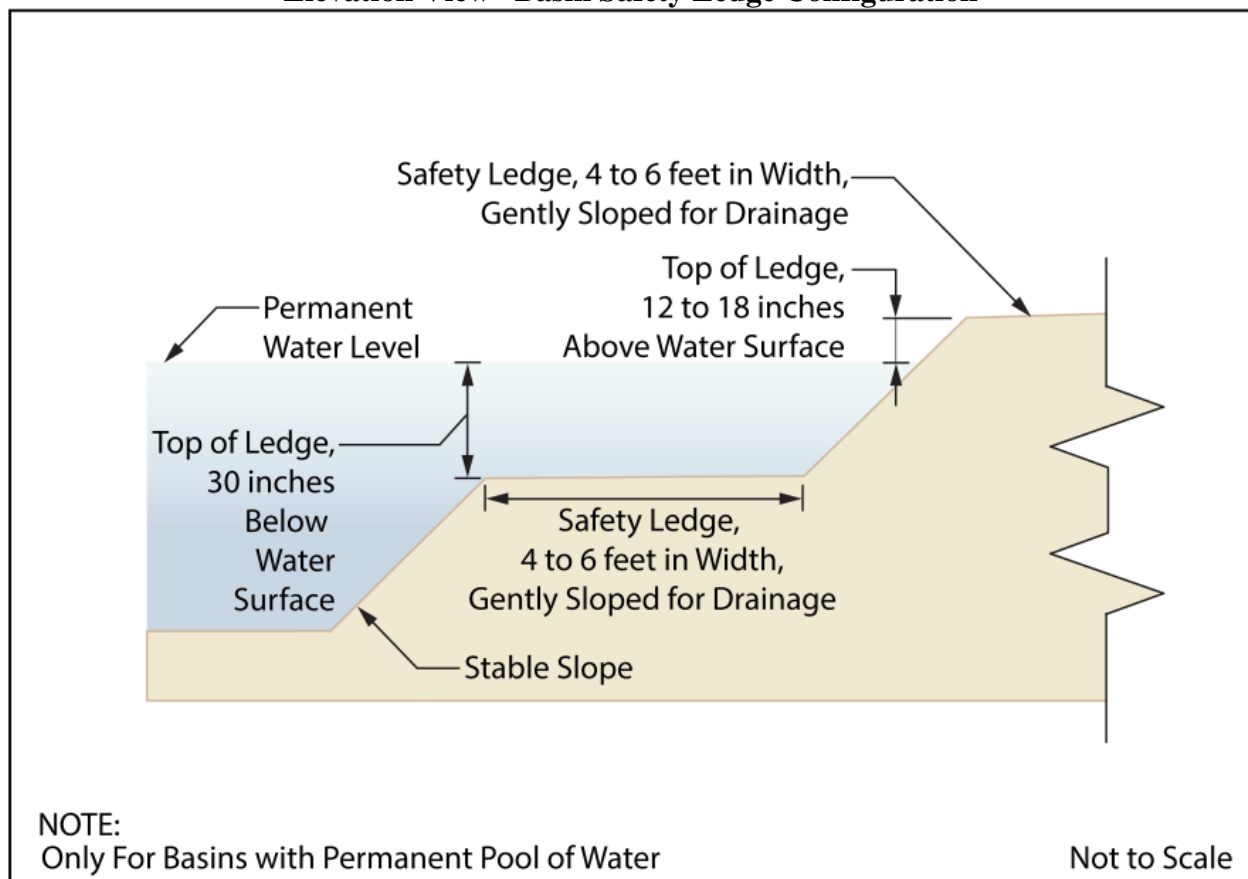 Elevation View - Basin Safety Ledge Configuration
Safety Ledge, 4 to 6 feet in Width,
Gently Sloped for Drainage
Top of Ledge,
12 to 18 inches
Above Water Surface
Permanent
Water Level
Top of Ledge,
30 inches
Below
Water
Surface
Safety Ledge,
4 to 6 feet in Width,
Gently Sloped for Drainage
Stable Slope
NOTE:
Only For Basins with Permanent Pool of Water
Not to Scale